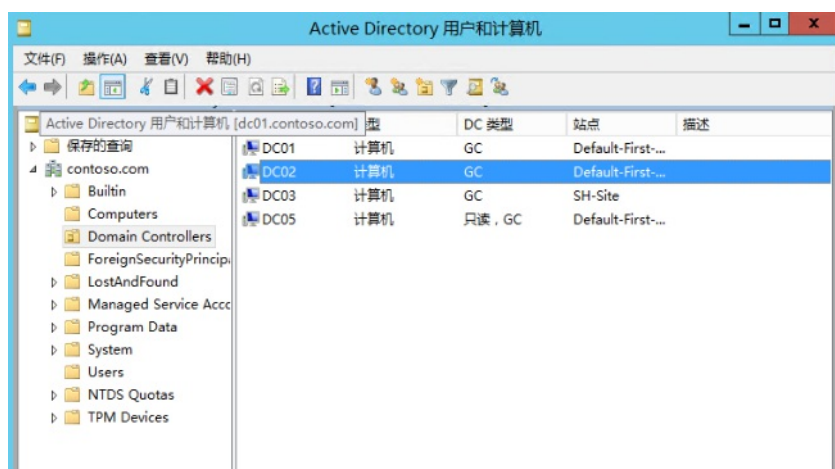 Active Directory 用户和计算机
文件(F) 操作(A) 查看(V) 帮助(H)
Active Directory 用户和计算机 [dc01.contoso.com] 型 DC 类型 站点 描述
保存的查询
contoso.com
Builtin
Computers
Domain Controllers
ForeignSecurityPrincip
LostAndFound
Managed Service Acco
Program Data
System
Users
NTDS Quotas
TPM Devices
DC01 计算机 GC Default-First-...
DC02 计算机 GC Default-First-...
DC03 计算机 GC SH-Site
DC05 计算机 只读，GC Default-First-...